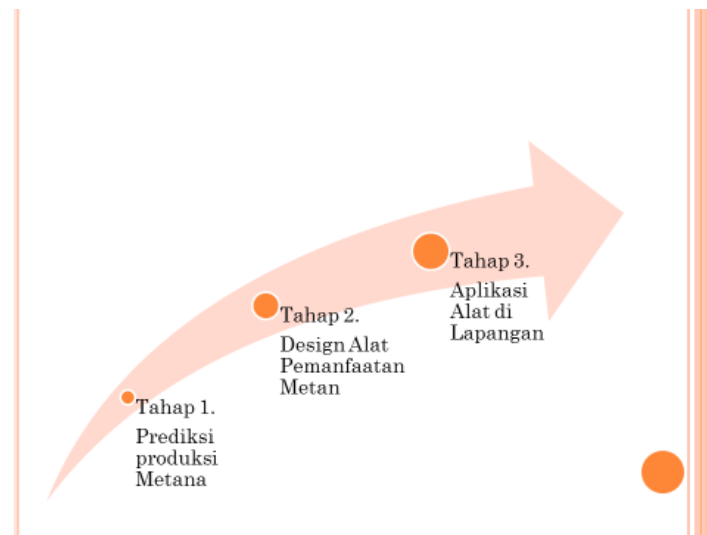 Tahap 1.
Prediksi
produksi
Metana
Tahap 2.
Design Alat
Pemanfaatan
Metan
Tahap 3.
Aplikasi
Alat di
Lapangan